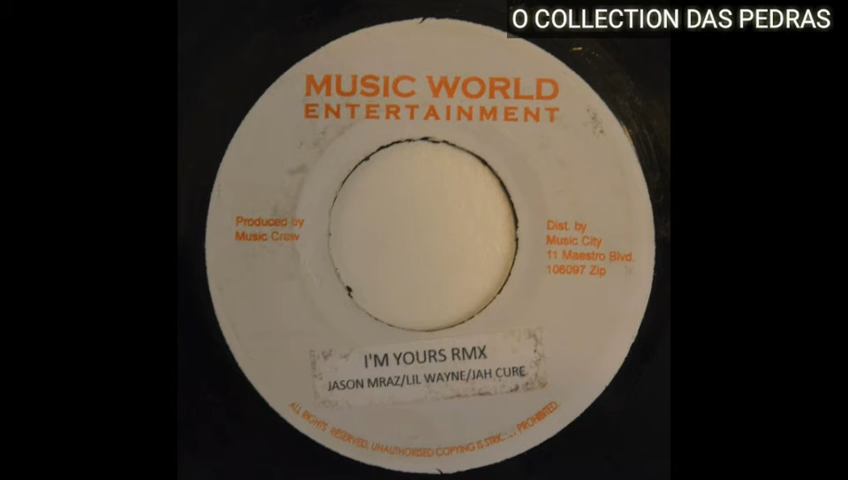 O COLLECTION DAS PEDRAS
MUSIC WORLD
ENTERTAINMENT
Produced by
Music Crew
Dist. by
Music City
11 Maestro Blvd.
106097 Zip
I'M YOURS RMX
JASON MRAZ/LIL WAYNE/JAH CURE
ALL RIGHTS RESERVED, UNAUTHORISED COPYING IS PROHIBITED.